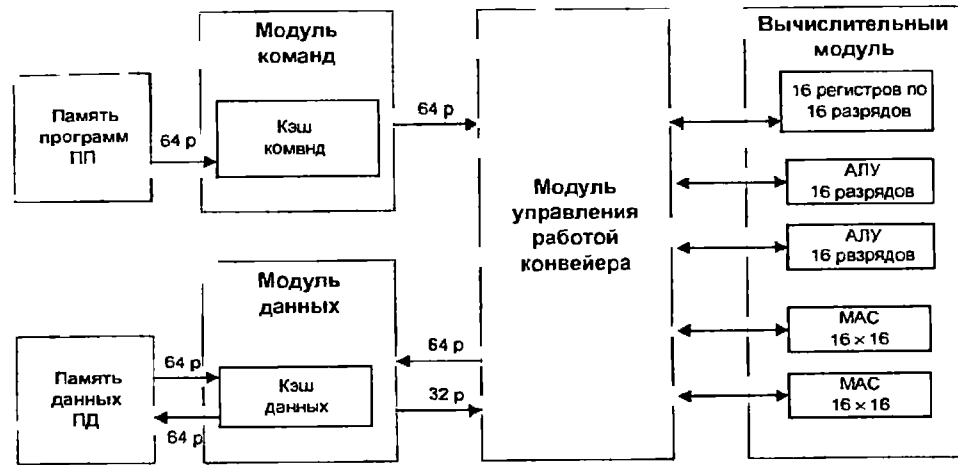 Модуль
команд
Память
программ
ПП
64 р
Кэш
комвнд
64 р
Модуль
управления
работой
конвейера
Вычислительный
модуль
16 регистров по
16 разрядов
АЛУ
16 разрядов
АЛУ
16 рвзрядов
МАС
16 × 16
МАС
16 × 16
Модуль
данных
Память
данных
ПД
64 р
64 р
Кэш
данных
64 р
32 р